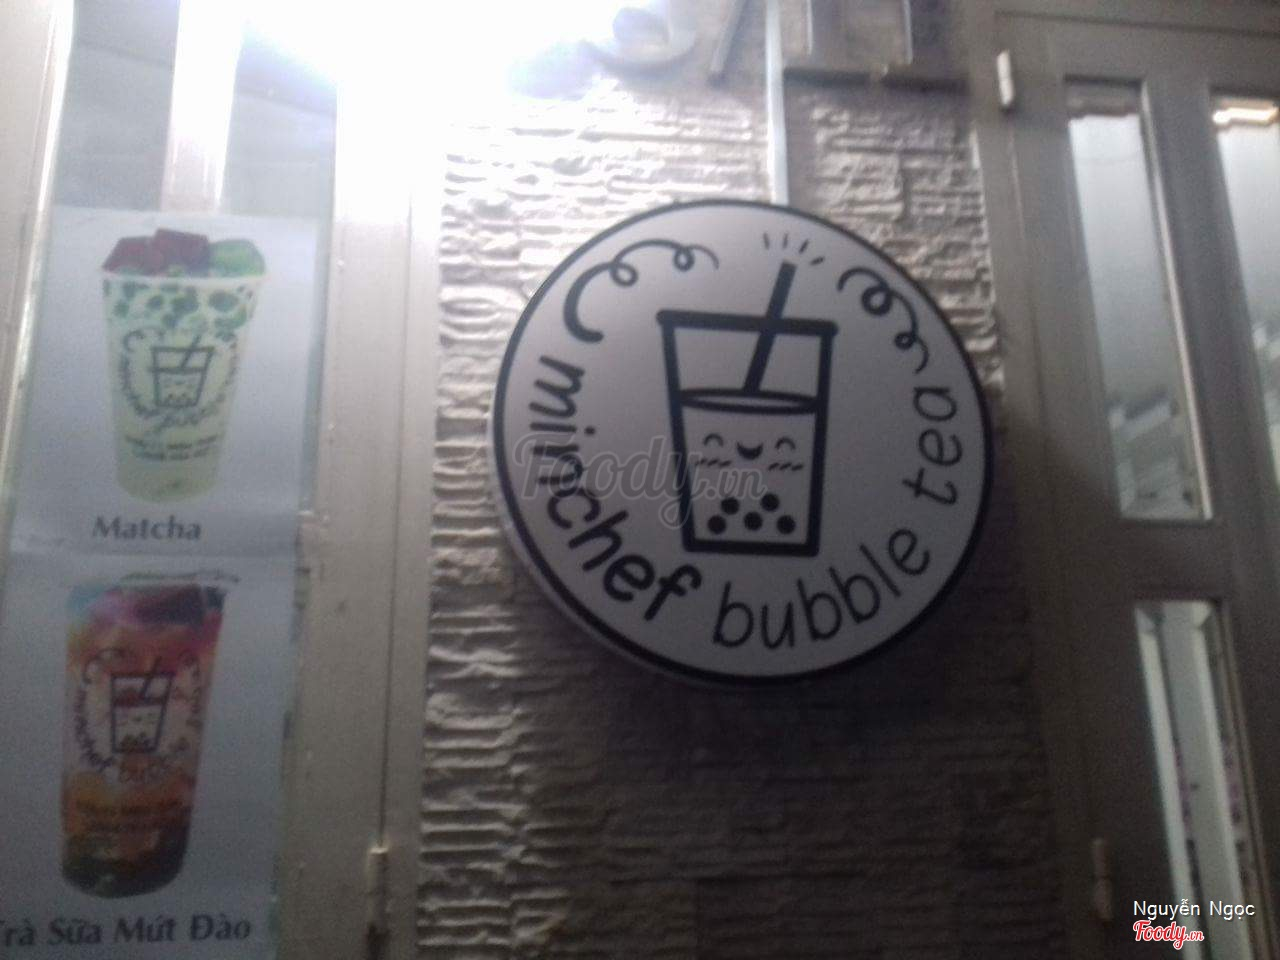 Matcha
minchef bubble tea
Foody.vn
Trà Sữa Mứt Đào
Nguyễn Ngọc
Foody.vn